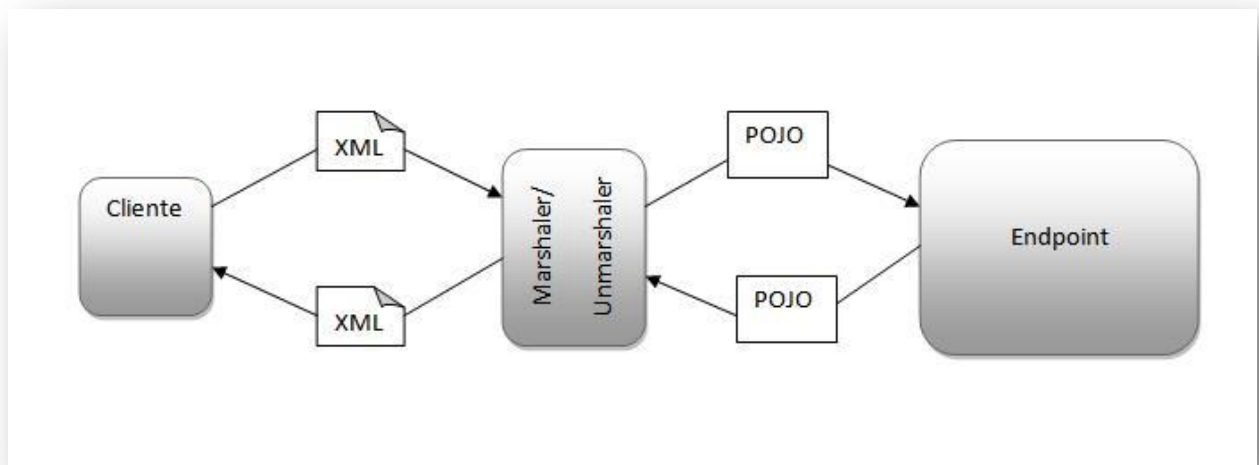 Cliente
XML
XML
Marshaler/
Unmarshaler
POJO
POJO
Endpoint